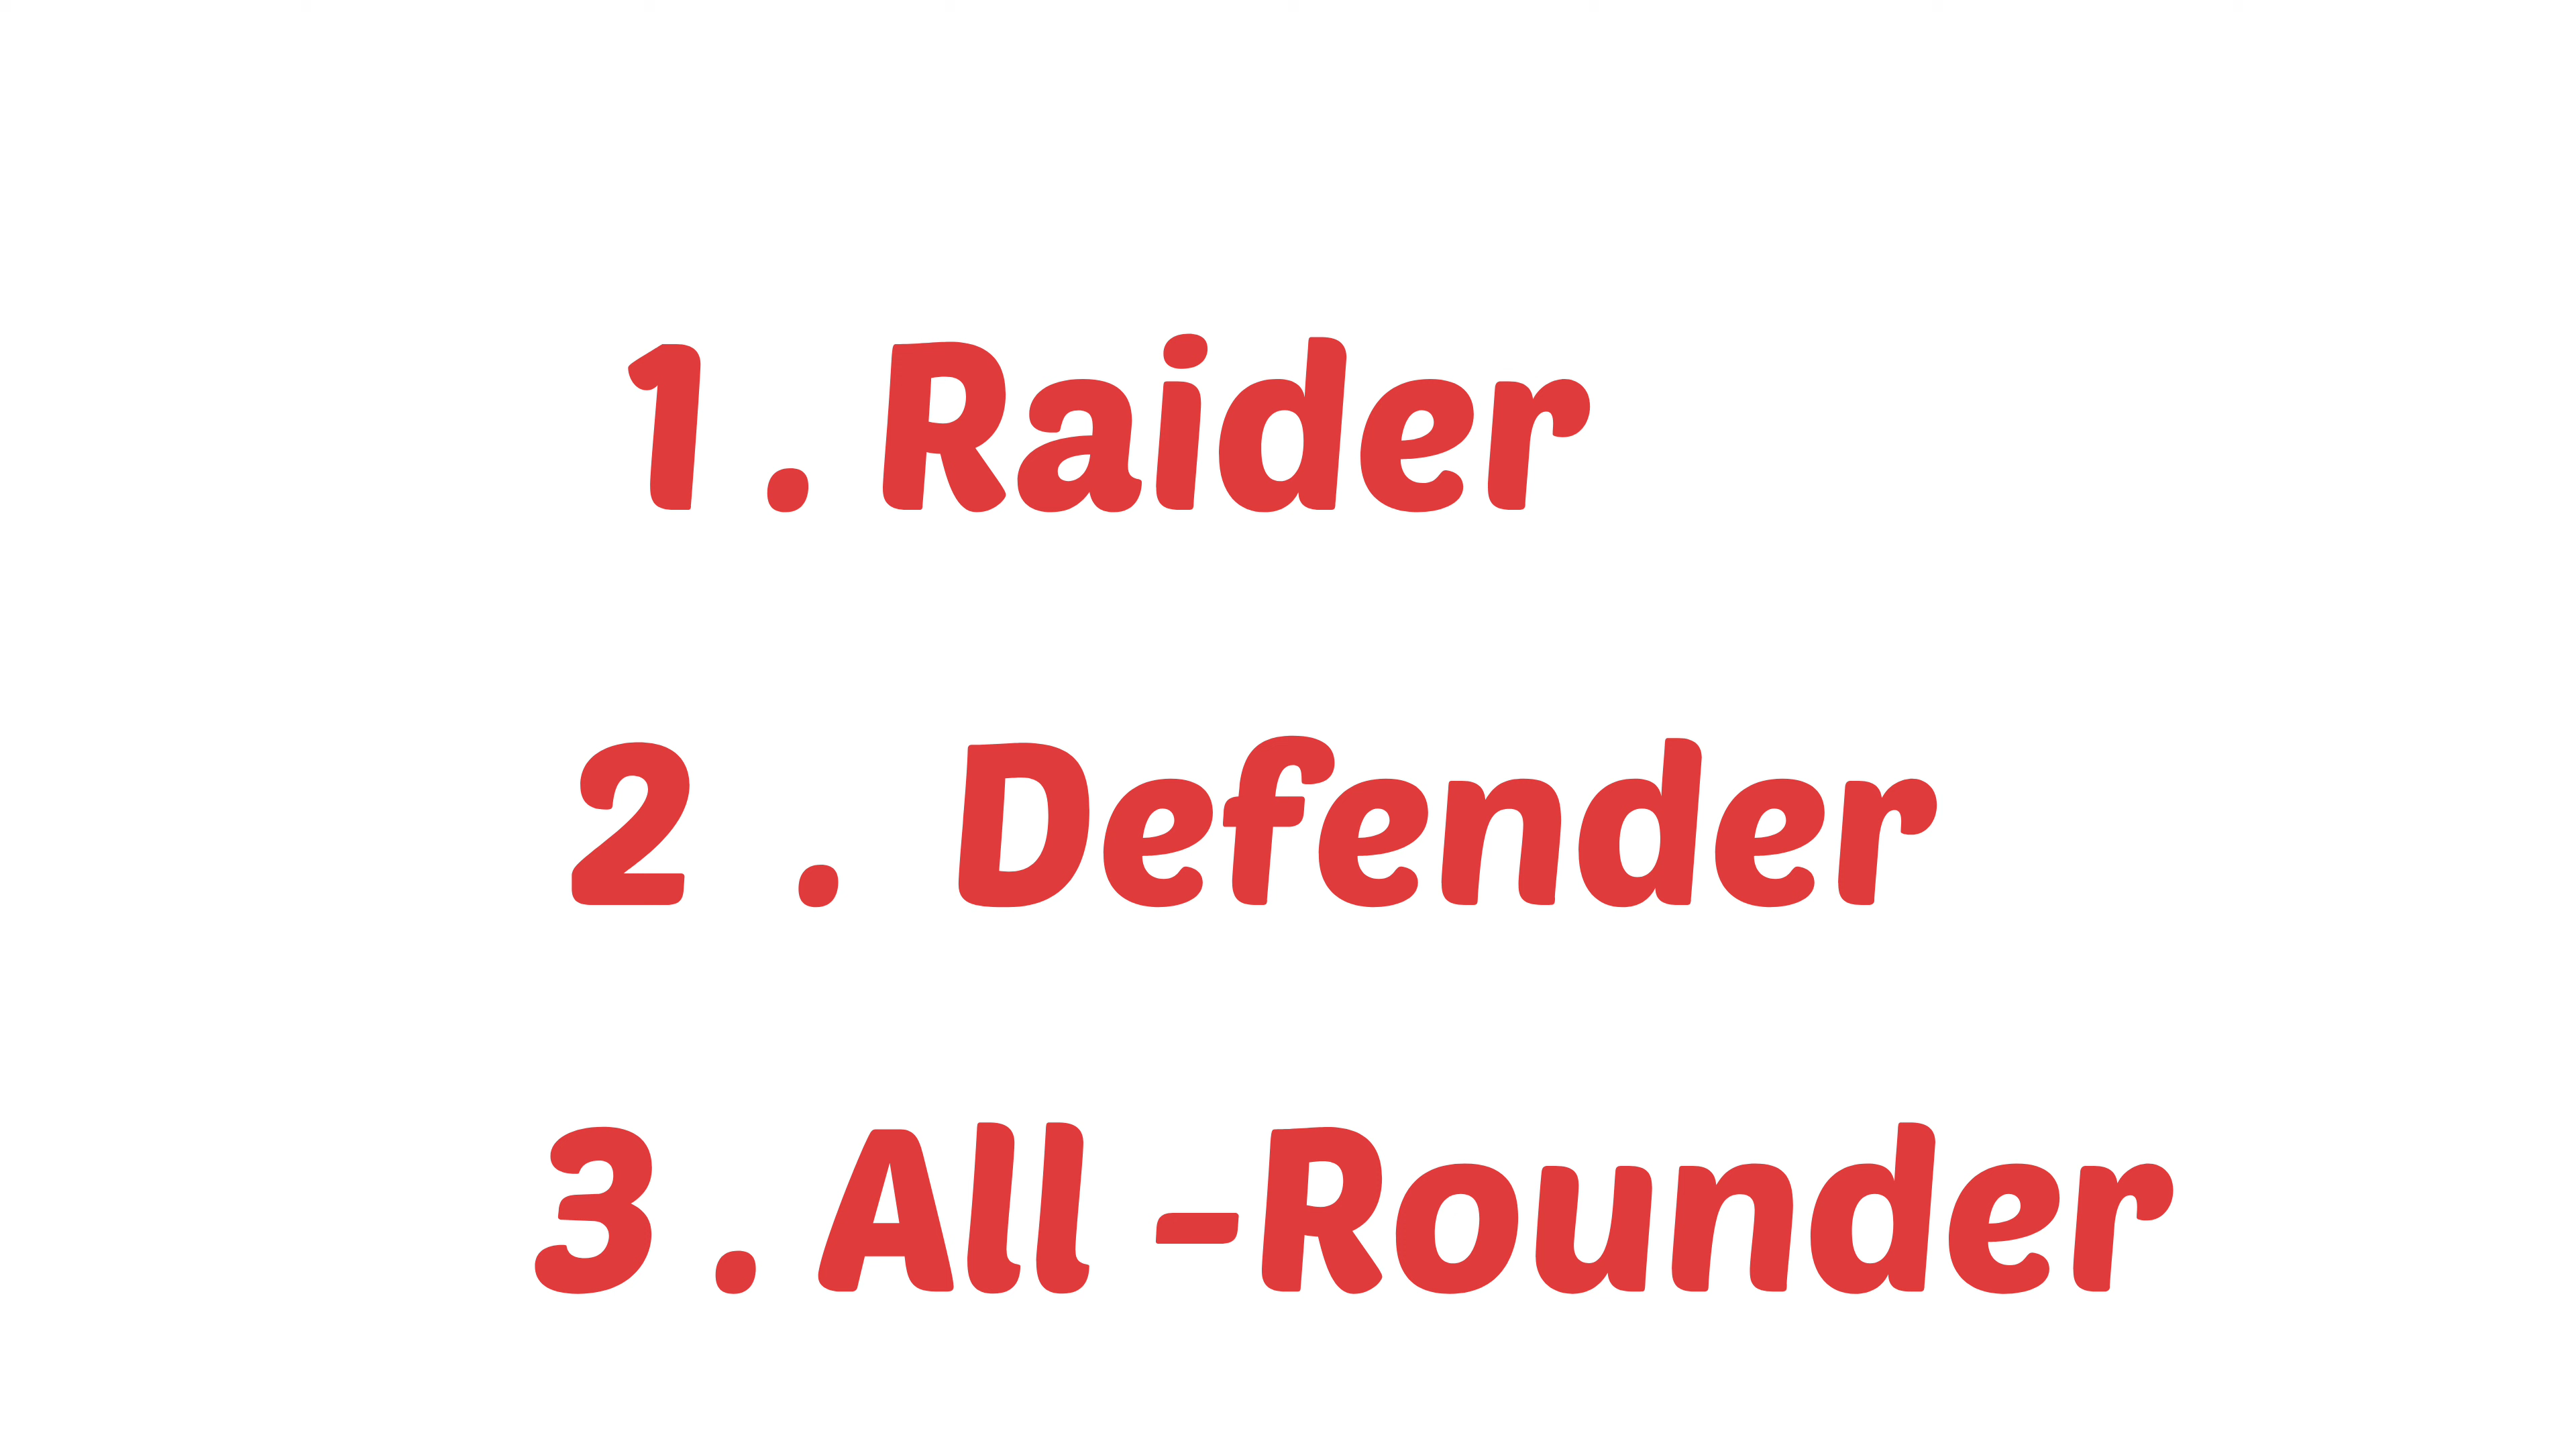 1 . Raider
2 . Defender
3 . All -Rounder